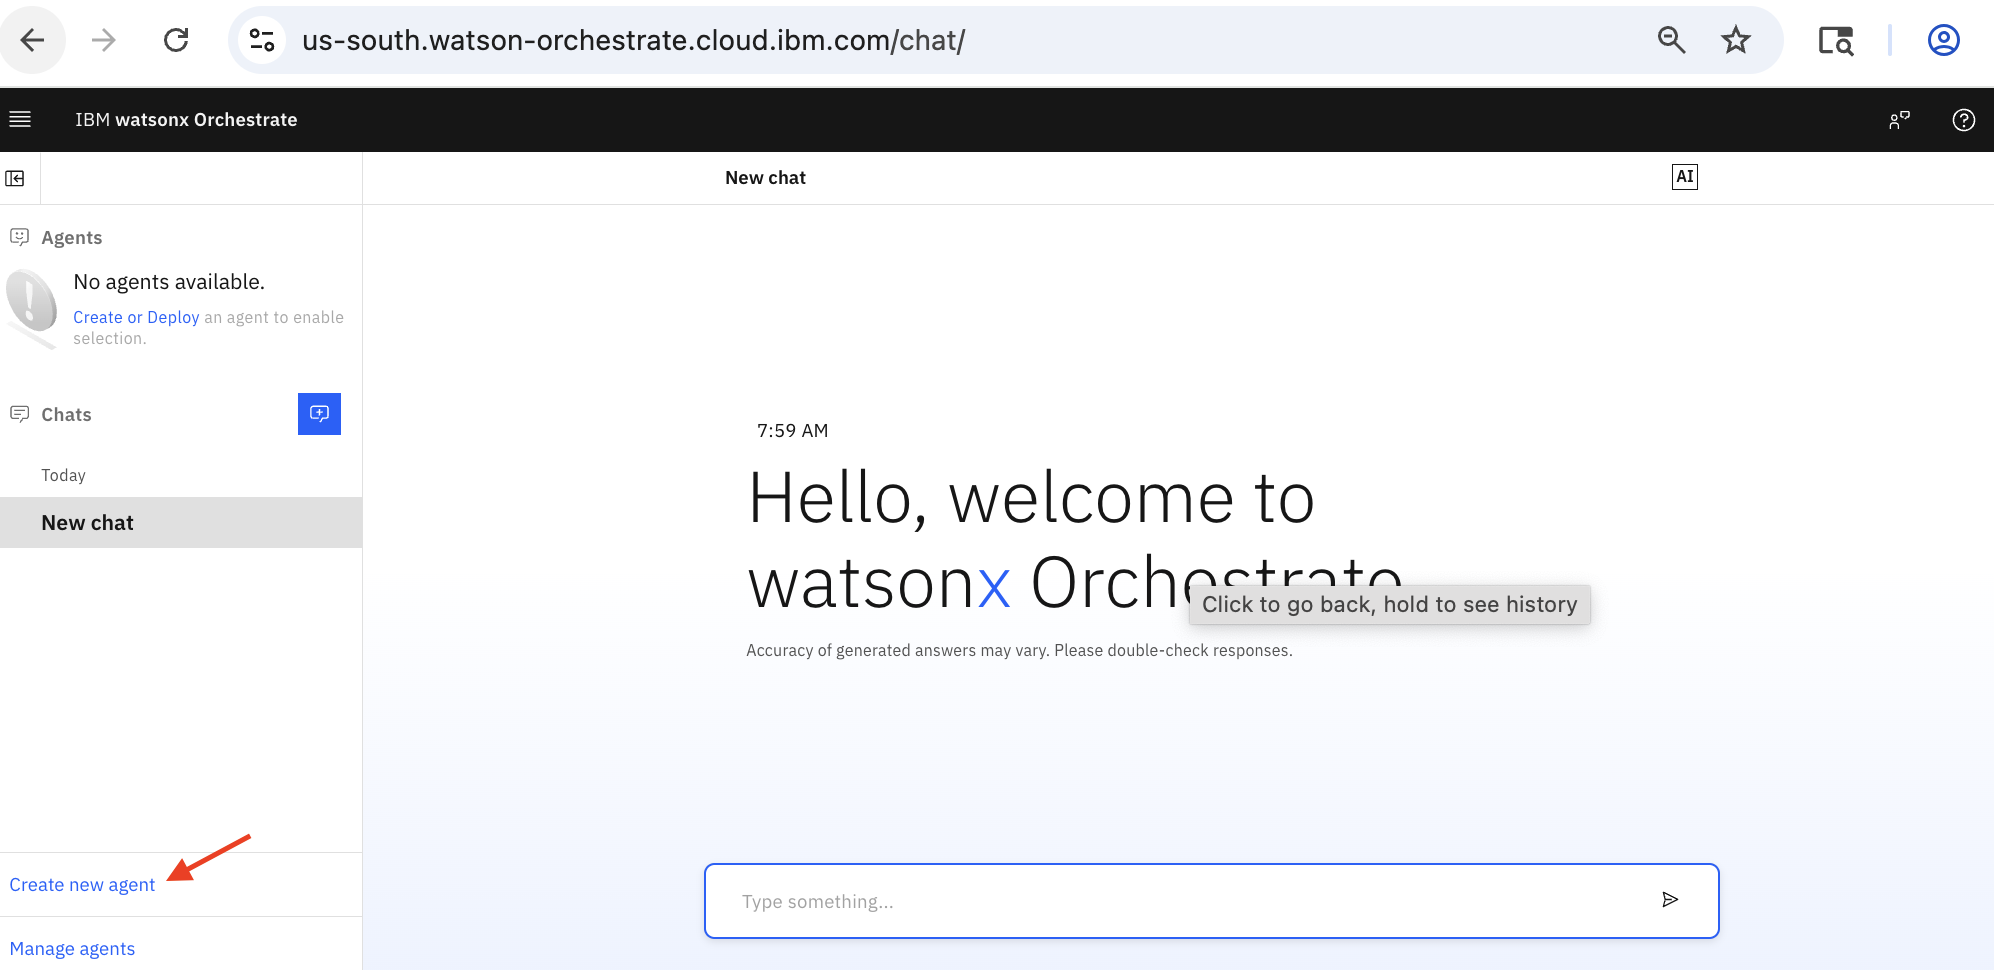 us-south.watson-orchestrate.cloud.ibm.com/chat/
IBM watsonx Orchestrate
New chat
AI
Agents
No agents available.
Create or Deploy an agent to enable
selection.
Chats
Today
New chat
7:59 AM
Hello, welcome to
watsonx Orchestrate
Click to go back, hold to see history
Accuracy of generated answers may vary. Please double-check responses.
Type something...
Create new agent
Manage agents